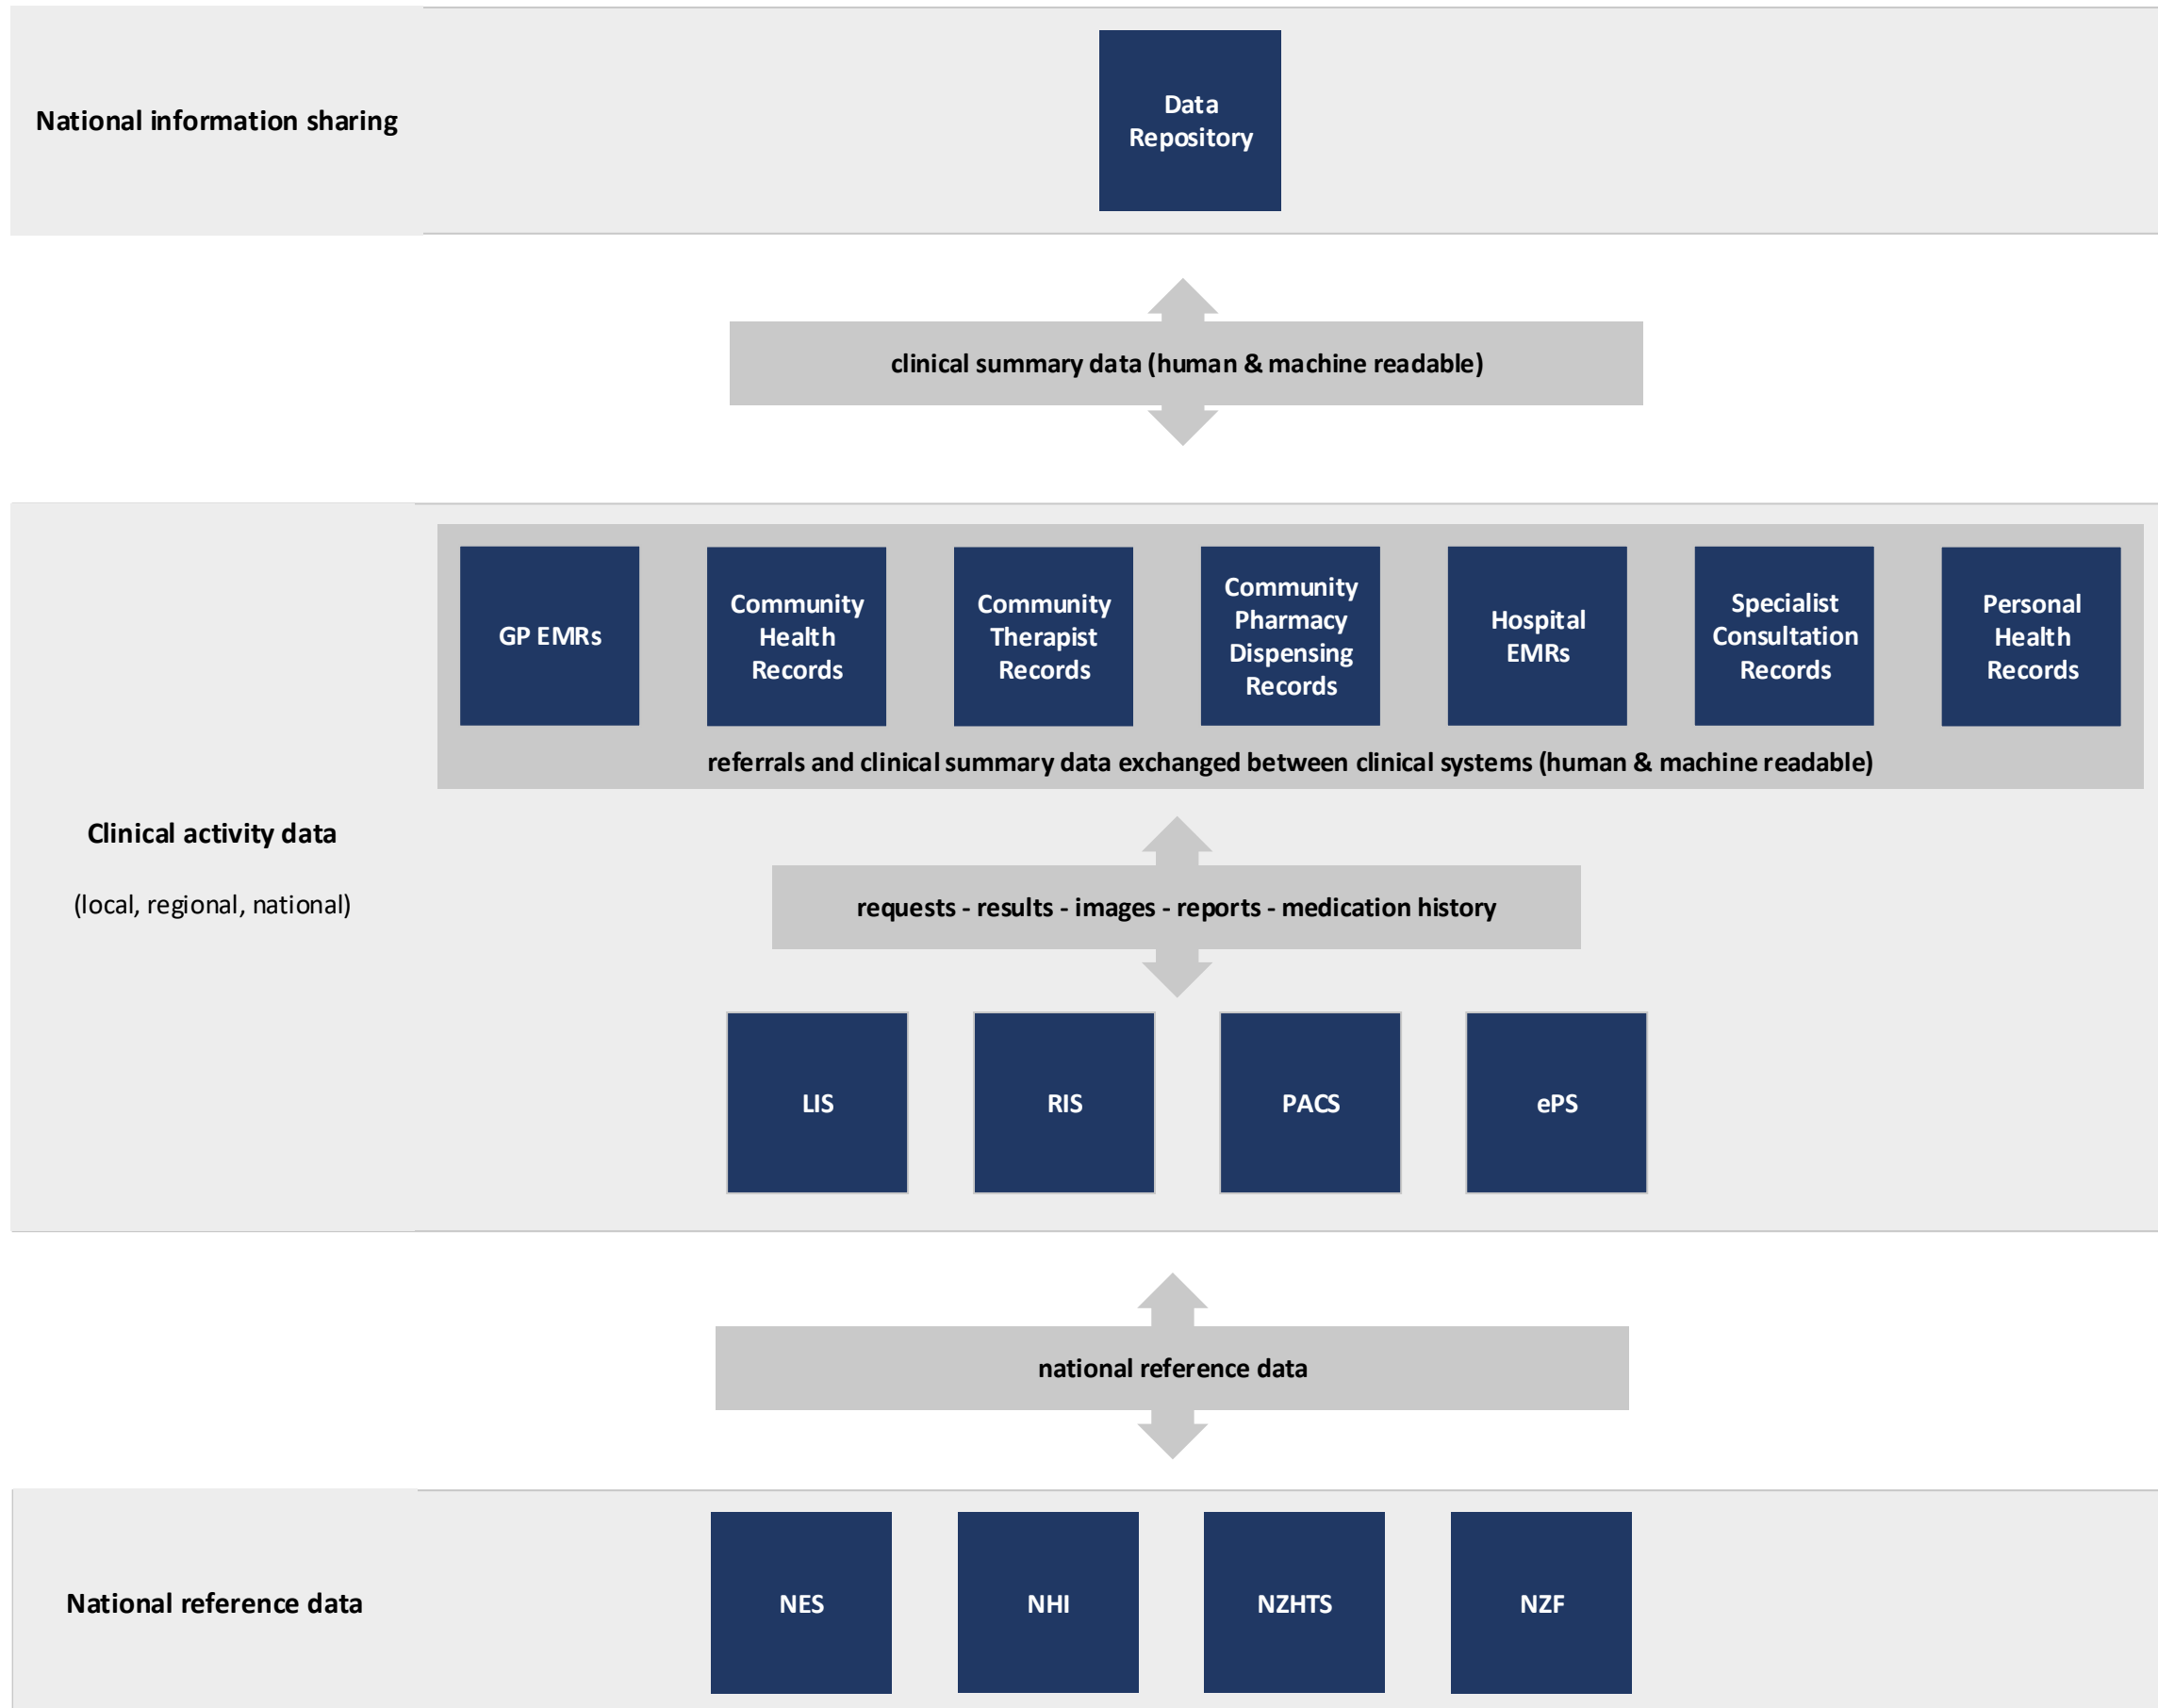 National information sharing
Data
Repository
clinical summary data (human & machine readable)
GP EMRs
Community
Health
Records
Community
Therapist
Records
Community
Pharmacy
Dispensing
Records
Hospital
EMRs
Specialist
Consultation
Records
Personal
Health
Records
referrals and clinical summary data exchanged between clinical systems (human & machine readable)
Clinical activity data
(local, regional, national)
requests - results - images - reports - medication history
LIS
RIS
PACS
ePS
national reference data
National reference data
NES
NHI
NZHTS
NZF